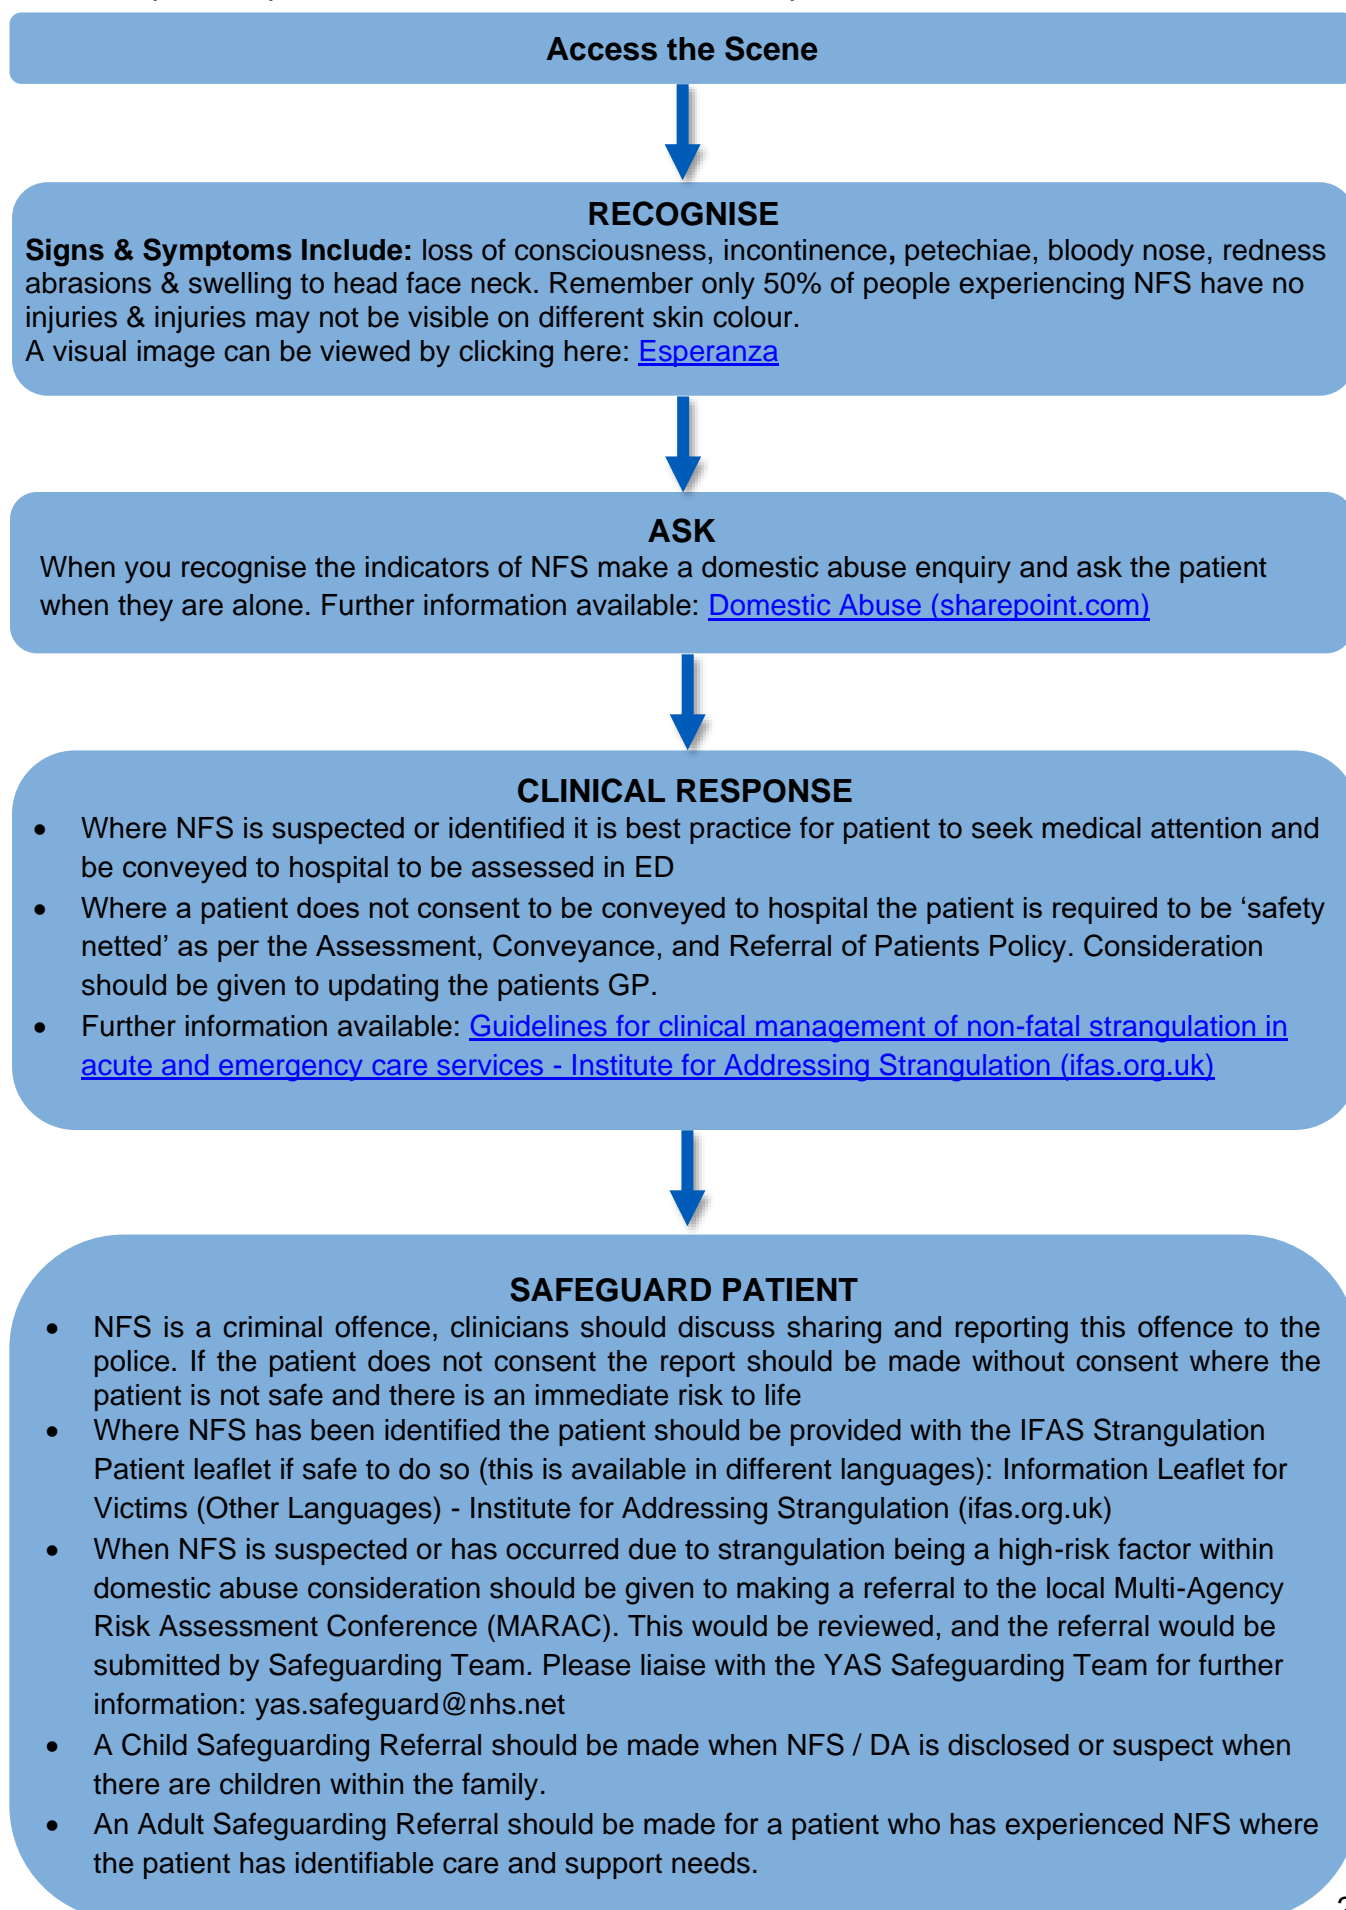 Access the Scene
RECOGNISE
Signs & Symptoms Include: loss of consciousness, incontinence, petechiae, bloody nose, redness
abrasions & swelling to head face neck. Remember only 50% of people experiencing NFS have no
injuries & injuries may not be visible on different skin colour.
A visual image can be viewed by clicking here: Esperanza
ASK
When you recognise the indicators of NFS make a domestic abuse enquiry and ask the patient
when they are alone. Further information available: Domestic Abuse (sharepoint.com)
CLINICAL RESPONSE
• Where NFS is suspected or identified it is best practice for patient to seek medical attention and
be conveyed to hospital to be assessed in ED
• Where a patient does not consent to be conveyed to hospital the patient is required to be ‘safety
netted’ as per the Assessment, Conveyance, and Referral of Patients Policy. Consideration
should be given to updating the patients GP.
• Further information available: Guidelines for clinical management of non-fatal strangulation in
acute and emergency care services - Institute for Addressing Strangulation (ifas.org.uk)
SAFEGUARD PATIENT
• NFS is a criminal offence, clinicians should discuss sharing and reporting this offence to the
police. If the patient does not consent the report should be made without consent where the
patient is not safe and there is an immediate risk to life
• Where NFS has been identified the patient should be provided with the IFAS Strangulation
Patient leaflet if safe to do so (this is available in different languages): Information Leaflet for
Victims (Other Languages) - Institute for Addressing Strangulation (ifas.org.uk)
• When NFS is suspected or has occurred due to strangulation being a high-risk factor within
domestic abuse consideration should be given to making a referral to the local Multi-Agency
Risk Assessment Conference (MARAC). This would be reviewed, and the referral would be
submitted by Safeguarding Team. Please liaise with the YAS Safeguarding Team for further
information: yas.safeguard@nhs.net
• A Child Safeguarding Referral should be made when NFS / DA is disclosed or suspect when
there are children within the family.
• An Adult Safeguarding Referral should be made for a patient who has experienced NFS where
the patient has identifiable care and support needs.